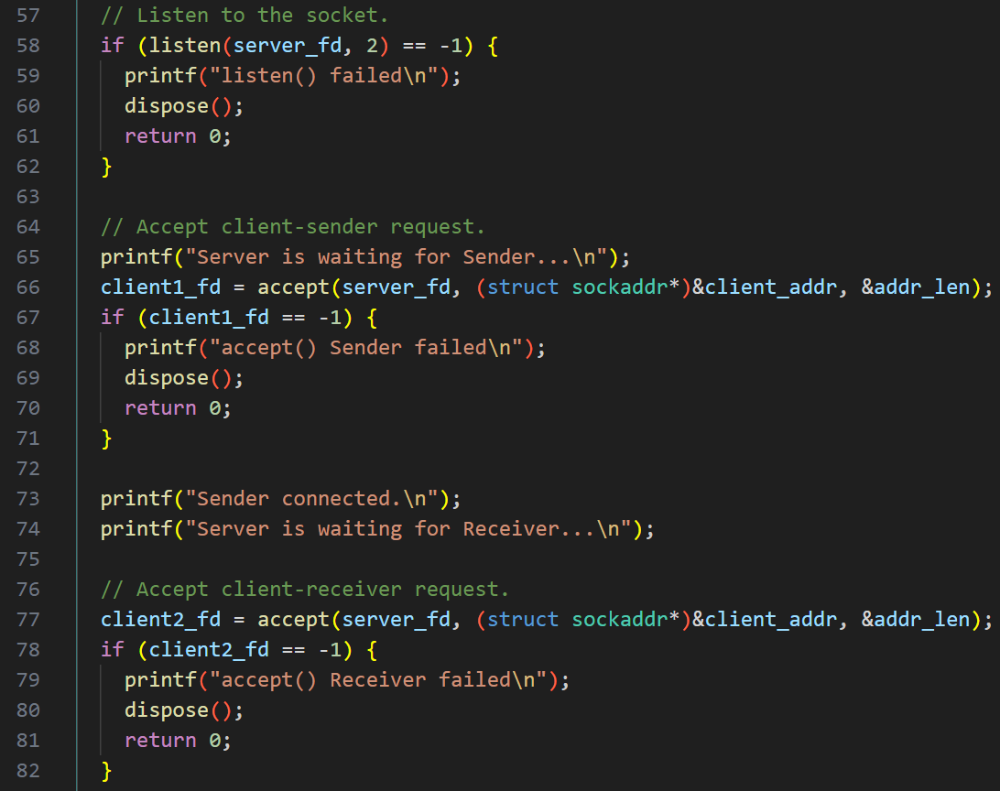 57 // Listen to the socket.
58 if (listen(server_fd, 2) == -1) {
59 printf("listen() failed\n");
60 dispose();
61 return 0;
62 }
63
64 // Accept client-sender request.
65 printf("Server is waiting for Sender...\n");
66 client1_fd = accept(server_fd, (struct sockaddr*)&client_addr, &addr_len);
67 if (client1_fd == -1) {
68 printf("accept() Sender failed\n");
69 dispose();
70 return 0;
71 }
72
73 printf("Sender connected.\n");
74 printf("Server is waiting for Receiver...\n");
75
76 // Accept client-receiver request.
77 client2_fd = accept(server_fd, (struct sockaddr*)&client_addr, &addr_len);
78 if (client2_fd == -1) {
79 printf("accept() Receiver failed\n");
80 dispose();
81 return 0;
82 }